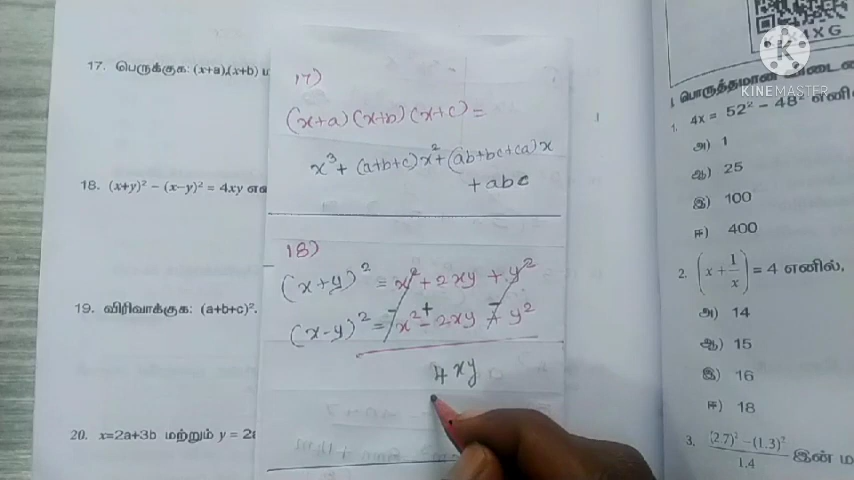 17. பெருக்குக: (x+a),(x+b)
18. (x+y)² – (x–y)² = 4xy
19. விரிவாக்குக: (a+b+c)².
20. x=2a+3b மற்றும் y =
17)
(x+a) (x+b) (x+c) =
x³ + (a+b+c) x² + (ab+bc+ca) x
+ abc
18)
(x+y)² = x² + 2xy + y²
(x-y)² = x² - 2xy + y²
4xy
KINEMASTER
1. 4x = 52² – 48² எனில்
அ) 1
ஆ) 25
இ) 100
ஈ) 400
2. (x + 1/x) = 4 எனில்,
அ) 14
ஆ) 15
இ) 16
ஈ) 18
3. (2.7)² – (1.3)²
1.4
இன்